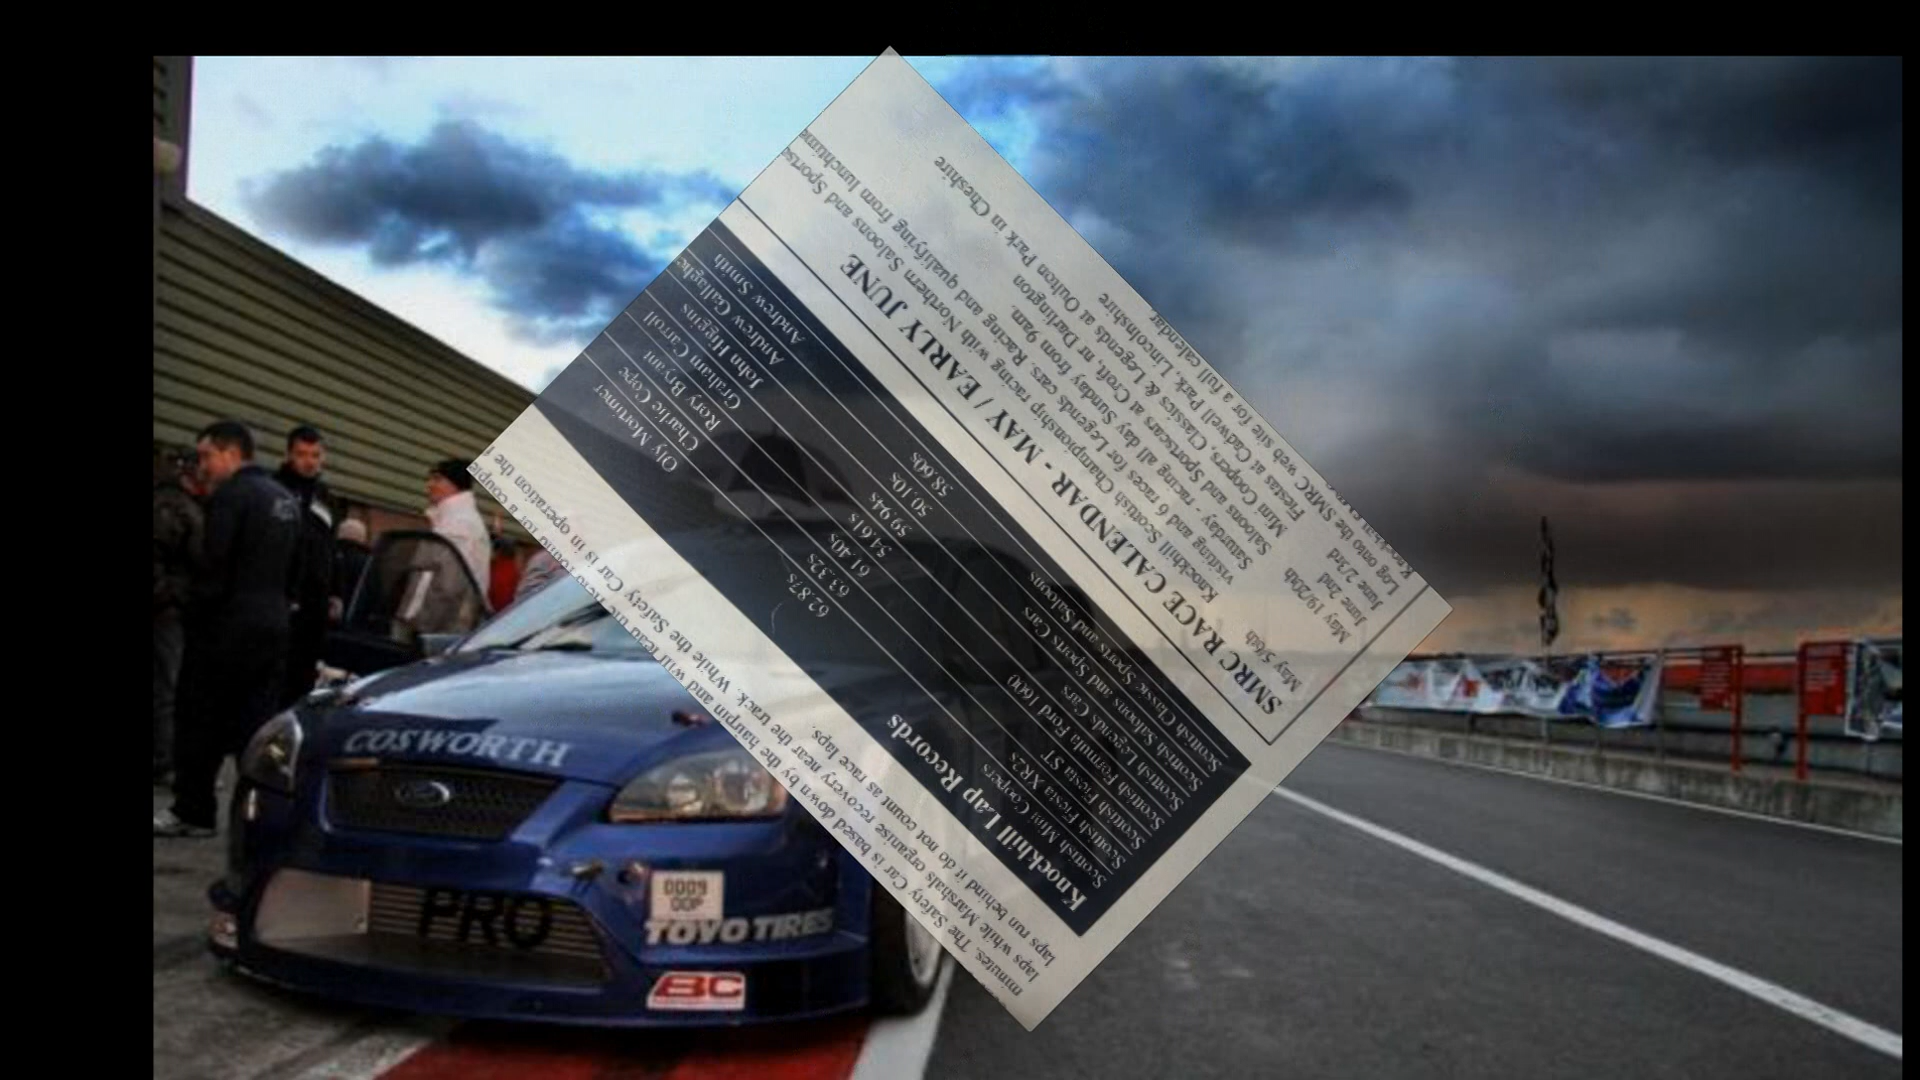 minutes. The Safety Car is based down by the hairpin and will lead the field round for a couple
laps while Marshals organise recovery near the track. While the Safety Car is in operation the
laps run behind it do not count as race laps.
Knockhill Lap Records
Scottish Mini Coopers 62.87s Oly Mortimer
Scottish Fiesta XR2s 63.32s Charlie Cope
Scottish Fiesta ST 61.40s Rory Bryant
Scottish Formula Ford 1600 54.61s Graham Carroll
Scottish Legends Cars 59.94s John Higgins
Scottish Saloons and Sports Cars 50.10s Andrew Gallaghe
Scottish Classic Sports and Saloons 58.60s Andrew Smith
SMRC RACE CALENDAR - MAY / EARLY JUNE
May 5/6th Knockhill Scottish Championship racing with Northern Saloons and Sports
visiting and 6 races for Legends cars. Racing and qualifying from lunchtime
Saturday - racing all day Sunday from 9am.
May 19/20th Saloons and Sportscars at Croft, nr Darlington
June 2nd Mini Coopers, Classics & Legends at Oulton Park in Cheshire
June 2/3rd Fiestas at Cadwell Park, Lincolnshire
Log onto the SMRC web site for a full calendar
COSWORTH
Ford
PRO
0009
OOP
TOYO TIRES
BC